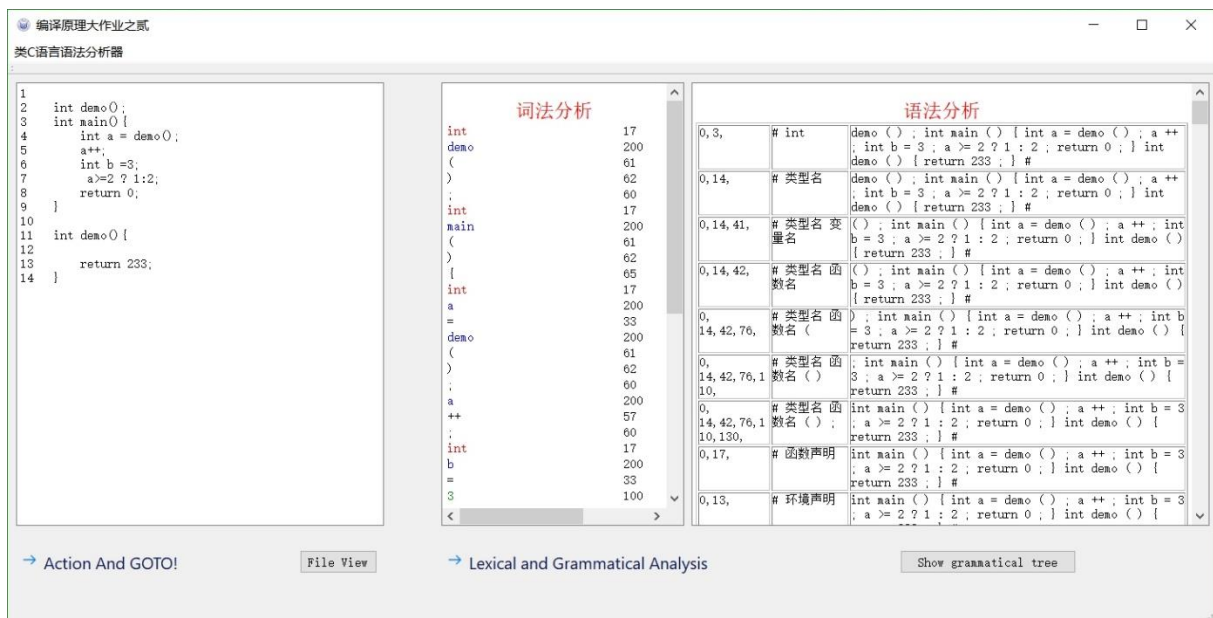 编译原理大作业之贰
类C语言语法分析器
1
2 int demo();
3 int main(){
4 int a = demo();
5 a++;
6 int b =3;
7 a>=2 ? 1:2;
8 return 0;
9 }
10
11 int demo(){
12
13 return 233;
14 }
词法分析
int 17
demo 200
( 61
) 62
; 60
int 17
main 200
( 61
) 62
{ 65
int 17
a 200
= 33
demo 200
( 61
) 62
; 60
a 200
++ 57
; 60
int 17
b 200
= 33
3 100
语法分析
0,3, # int demo ( ) ; int main ( ) { int a = demo ( ) ; a ++
; int b = 3 ; a >= 2 ? 1 : 2 ; return 0 ; } int
demo ( ) { return 233 ; } #
0,14, # 类型名 demo ( ) ; int main ( ) { int a = demo ( ) ; a ++
; int b = 3 ; a >= 2 ? 1 : 2 ; return 0 ; } int
demo ( ) { return 233 ; } #
0,14,41, # 类型名 变 ( ) ; int main ( ) { int a = demo ( ) ; a ++ ; int
量名 b = 3 ; a >= 2 ? 1 : 2 ; return 0 ; } int demo ( )
{ return 233 ; } #
0,14,42, # 类型名 函 ( ) ; int main ( ) { int a = demo ( ) ; a ++ ; int
数名 b = 3 ; a >= 2 ? 1 : 2 ; return 0 ; } int demo ( )
{ return 233 ; } #
0, # 类型名 函 ) ; int main ( ) { int a = demo ( ) ; a ++ ; int b
14,42,76, 数名 ( = 3 ; a >= 2 ? 1 : 2 ; return 0 ; } int demo ( ) {
return 233 ; } #
0, # 类型名 函 ; int main ( ) { int a = demo ( ) ; a ++ ; int b =
14,42,76,1 数名 ( ) 3 ; a >= 2 ? 1 : 2 ; return 0 ; } int demo ( ) {
10, return 233 ; } #
0, # 类型名 函 int main ( ) { int a = demo ( ) ; a ++ ; int b = 3
14,42,76,1 数名 ( ) ; ; a >= 2 ? 1 : 2 ; return 0 ; } int demo ( ) {
10,130, return 233 ; } #
0,17, # 函数声明 int main ( ) { int a = demo ( ) ; a ++ ; int b = 3
; a >= 2 ? 1 : 2 ; return 0 ; } int demo ( ) {
return 233 ; } #
0,13, # 环境声明 int main ( ) { int a = demo ( ) ; a ++ ; int b = 3
; a >= 2 ? 1 : 2 ; return 0 ; } int demo ( ) {
Action And GOTO!
File View
Lexical and Grammatical Analysis
Show grammatical tree